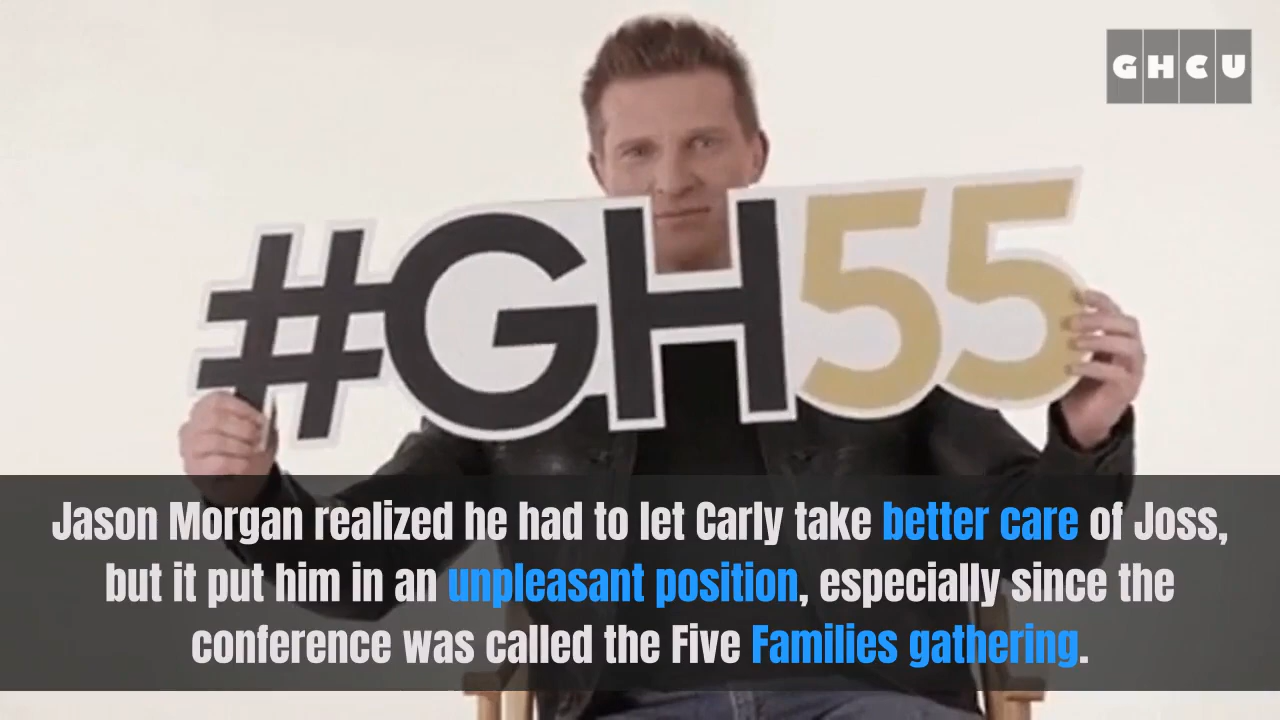 GHCU
#GH55
Jason Morgan realized he had to let Carly take better care of Joss,
but it put him in an unpleasant position, especially since the
conference was called the Five Families gathering.